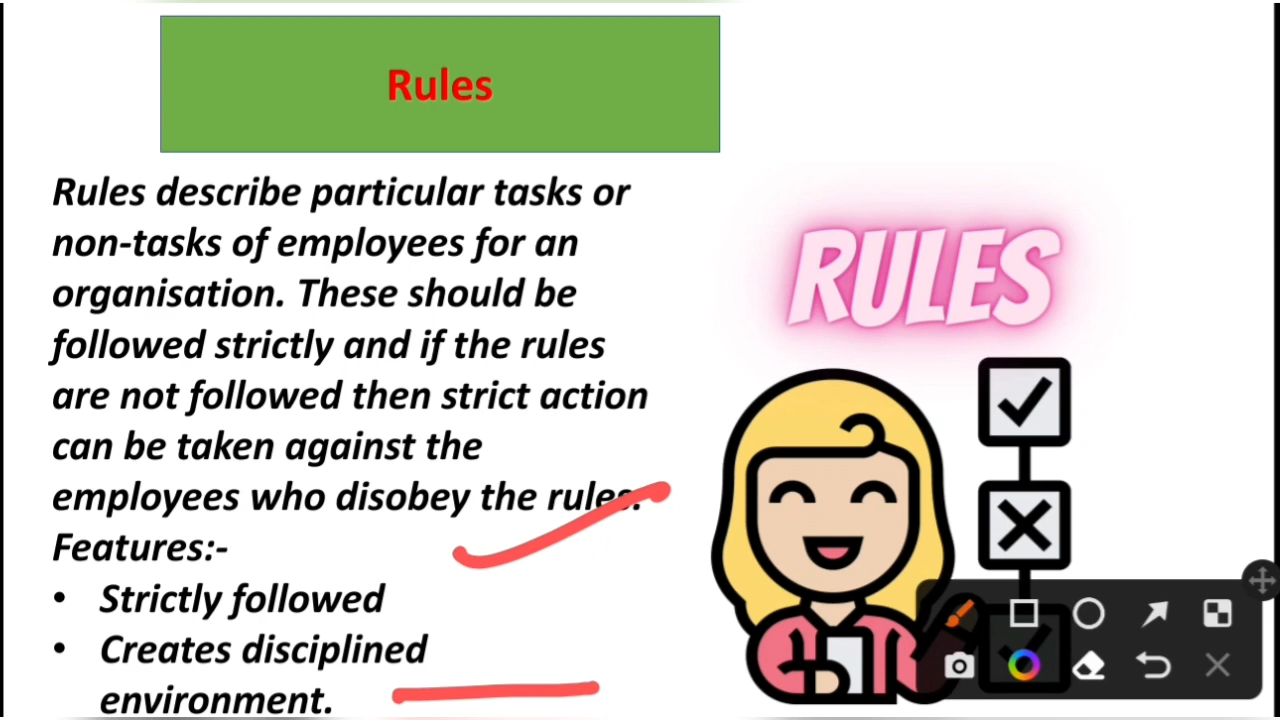 Rules
Rules describe particular tasks or
non-tasks of employees for an
organisation. These should be
followed strictly and if the rules
are not followed then strict action
can be taken against the
employees who disobey the rules.
Features:-
• Strictly followed
• Creates disciplined
environment.
RULES